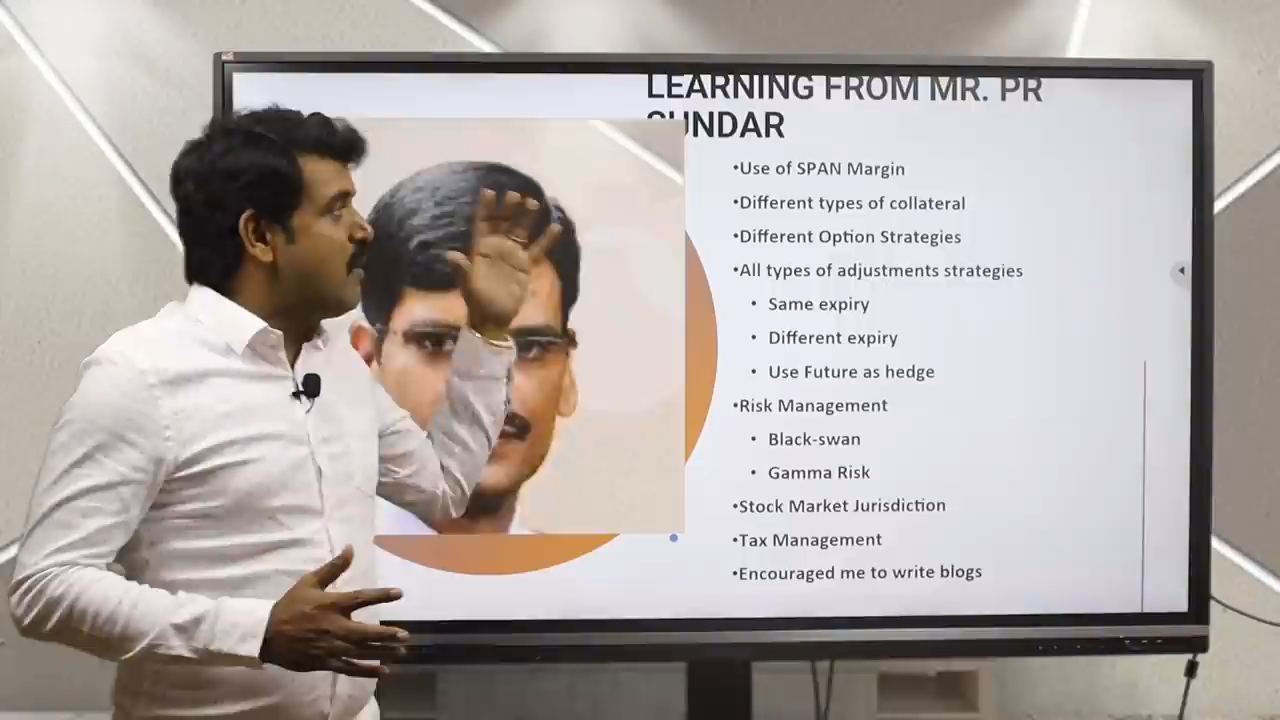 LEARNING FROM MR. PR
SUNDAR
•Use of SPAN Margin
•Different types of collateral
•Different Option Strategies
•All types of adjustments strategies
• Same expiry
• Different expiry
• Use Future as hedge
•Risk Management
• Black-swan
• Gamma Risk
•Stock Market Jurisdiction
•Tax Management
•Encouraged me to write blogs